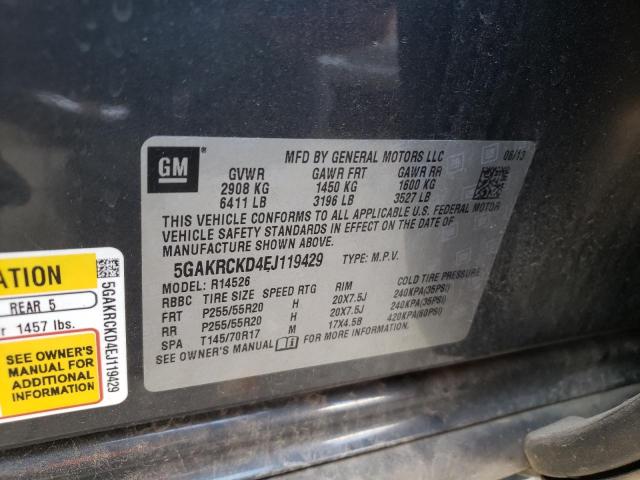 GM
MFD BY GENERAL MOTORS LLC 08/13
GVWR GAWR FRT GAWR RR
2908 KG 1450 KG 1600 KG
6411 LB 3196 LB 3527 LB
THIS VEHICLE CONFORMS TO ALL APPLICABLE U.S. FEDERAL MOTOR
VEHICLE SAFETY STANDARDS IN EFFECT ON THE DATE OF
MANUFACTURE SHOWN ABOVE.
5GAKRCKD4EJ119429 TYPE: M.P.V.
MODEL: R14526
RBBC TIRE SIZE SPEED RTG RIM COLD TIRE PRESSURE
FRT P255/55R20 H 20X7.5J 240KPA(35PSI)
RR P255/55R20 H 20X7.5J 240KPA(35PSI)
SPA T145/70R17 M 17X4.5B 420KPA(60PSI)
SEE OWNER'S MANUAL FOR MORE INFORMATION
ATION
REAR 5
1457 lbs.
SEE OWNER'S
MANUAL FOR
ADDITIONAL
INFORMATION
5GAKRCKD4EJ119429